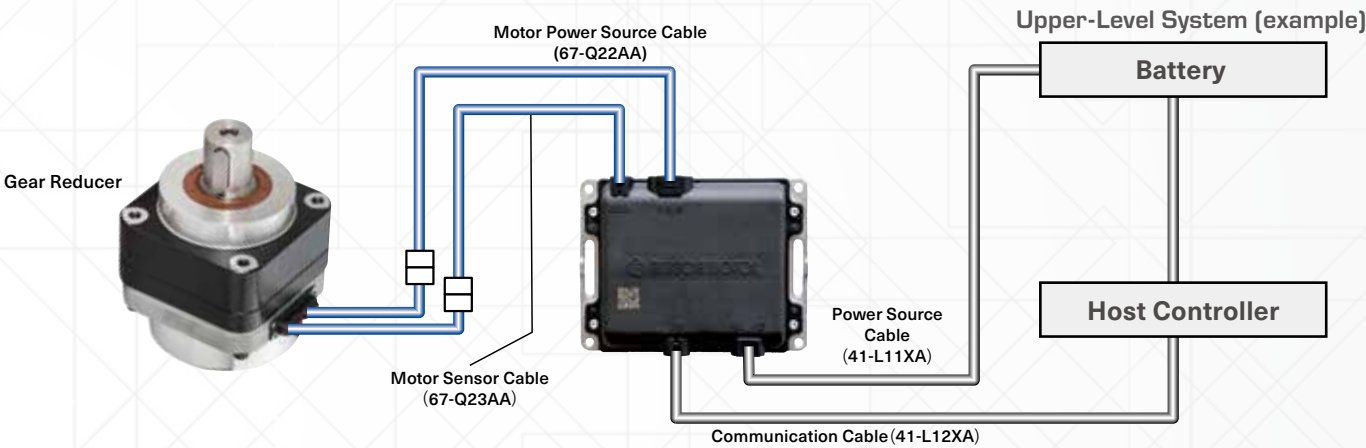 Upper-Level System (example)
Motor Power Source Cable
(67-Q22AA)
Battery
Gear Reducer
Host Controller
Power Source
Cable
(41-L11XA)
Motor Sensor Cable
(67-Q23AA)
Communication Cable(41-L12XA)